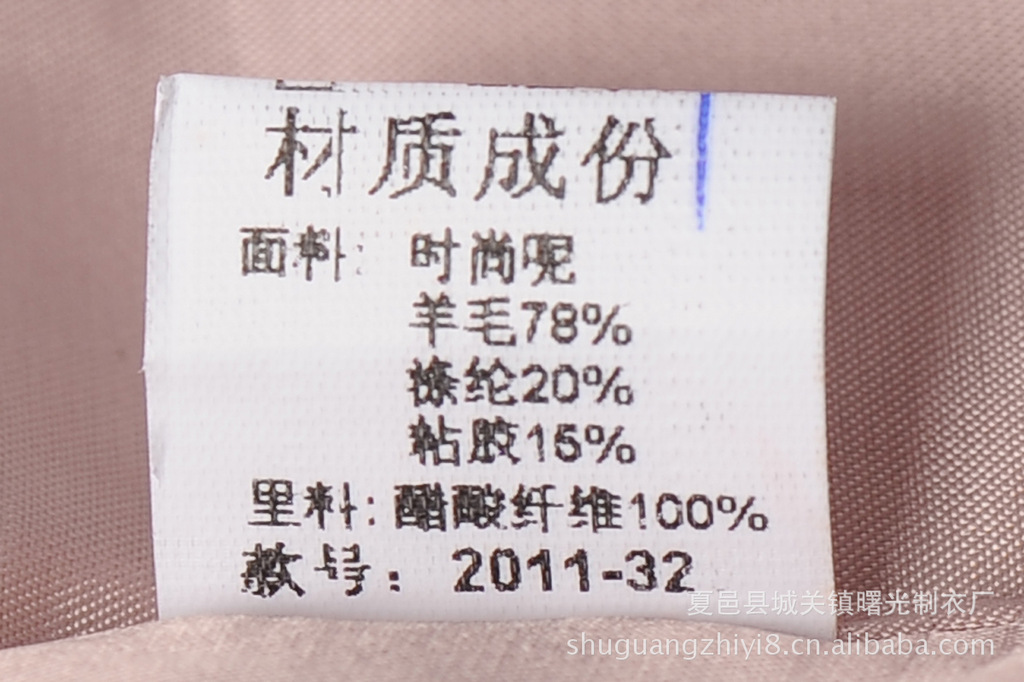 材质成份
面料: 时尚呢
羊毛78%
涤纶20%
粘胶15%
里料: 醋酸纤维100%
款号: 2011-32
夏邑县城关镇曙光制衣厂
shuguangzhiyi8.cn.alibaba.com